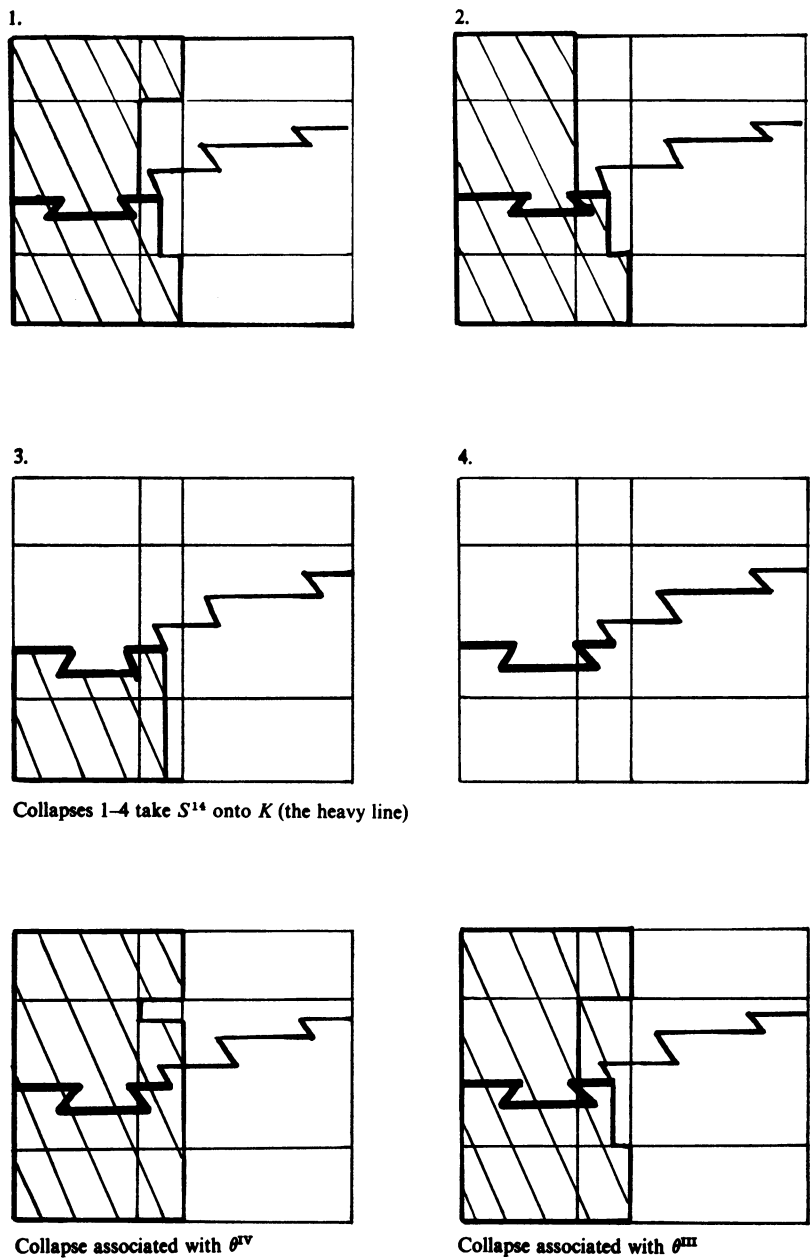 1.
2.
3.
4.
Collapses 1–4 take S¹⁴ onto K (the heavy line)
Collapse associated with θᴵⱽ
Collapse associated with θᴵᴵᴵ